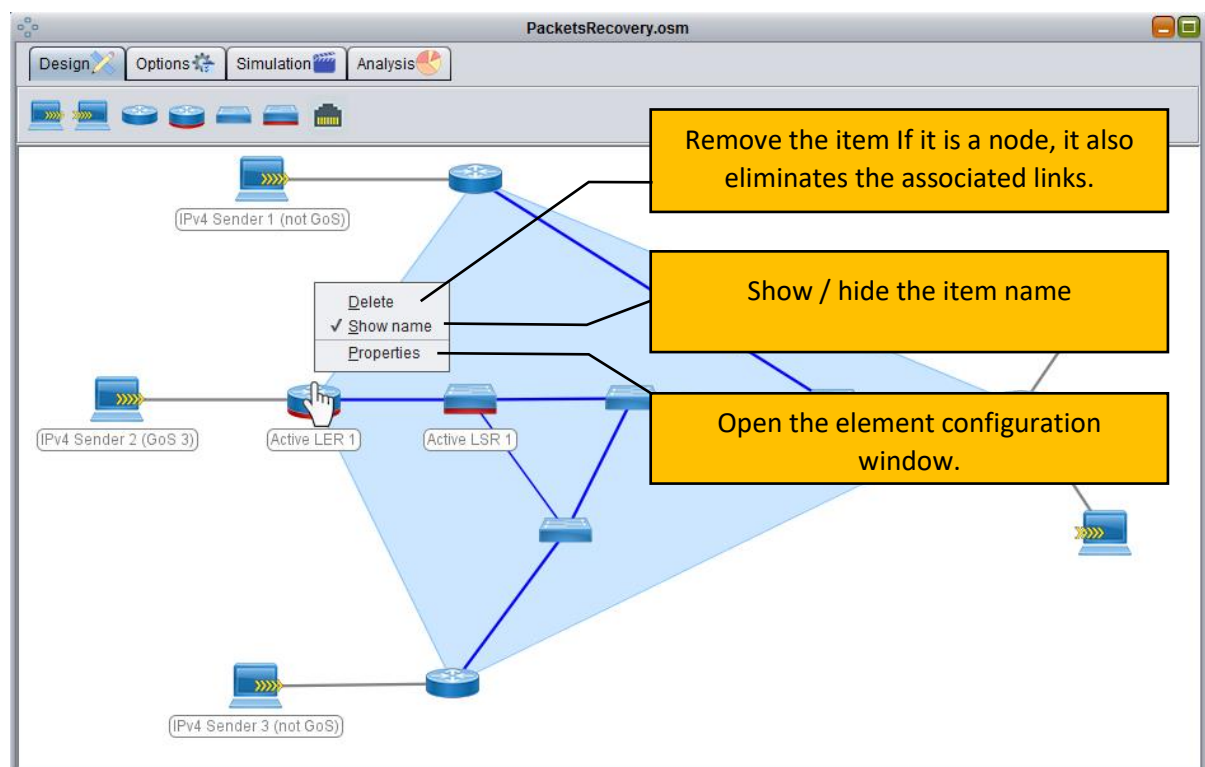 PacketsRecovery.osm
Design
Options
Simulation
Analysis
Remove the item If it is a node, it also
eliminates the associated links.
(IPv4 Sender 1 (not GoS)
Delete
✓ Show name
Properties
Show / hide the item name
Open the element configuration
window.
(IPv4 Sender 2 (GoS 3)
Active LER 1
Active LSR 1
(IPv4 Sender 3 (not GoS)